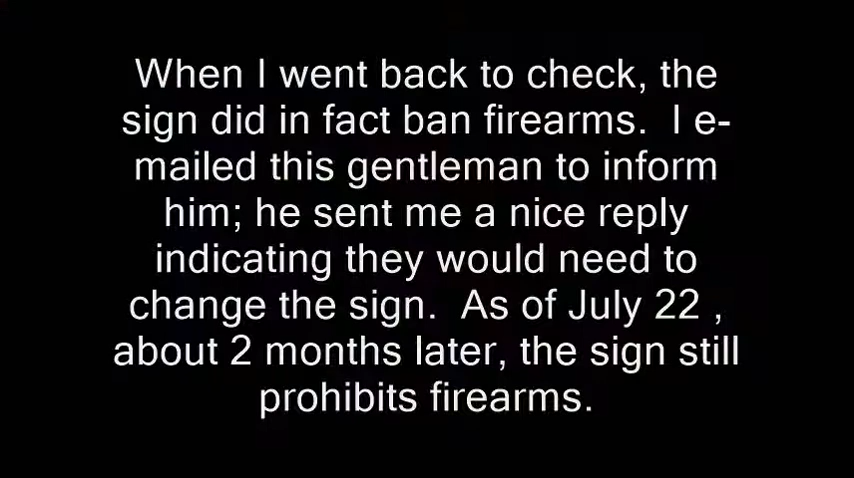 When I went back to check, the
sign did in fact ban firearms.  I e-
mailed this gentleman to inform
him; he sent me a nice reply
indicating they would need to
change the sign.  As of July 22 ,
about 2 months later, the sign still
prohibits firearms.